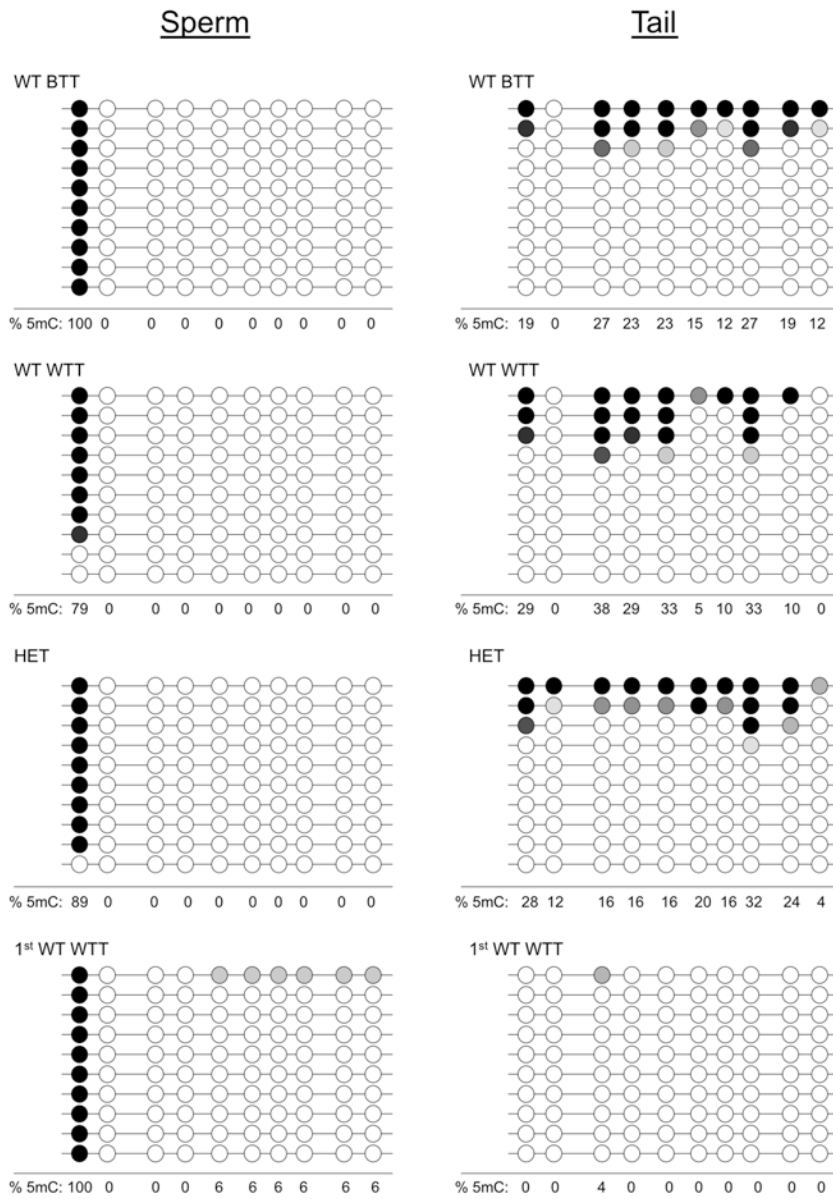 Sperm Tail
WT BTT WT BTT
% 5mC: 100 0 0 0 0 0 0 0 0 0 % 5mC: 19 0 27 23 23 15 12 27 19 12
WT WTT WT WTT
% 5mC: 79 0 0 0 0 0 0 0 0 0 % 5mC: 29 0 38 29 33 5 10 33 10 0
HET HET
% 5mC: 89 0 0 0 0 0 0 0 0 0 % 5mC: 28 12 16 16 16 20 16 32 24 4
1st WT WTT 1st WT WTT
% 5mC: 100 0 0 0 6 6 6 6 6 6 % 5mC: 0 0 4 0 0 0 0 0 0 0